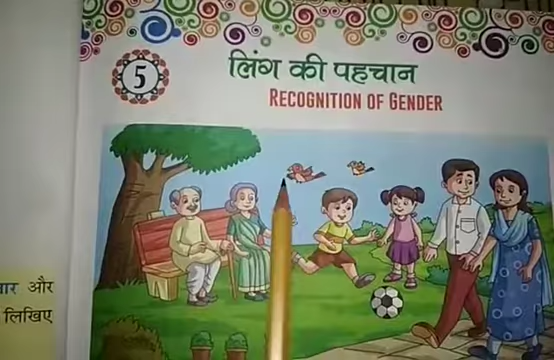 5
लिंग की पहचान
RECOGNITION OF GENDER
और
लिखिए